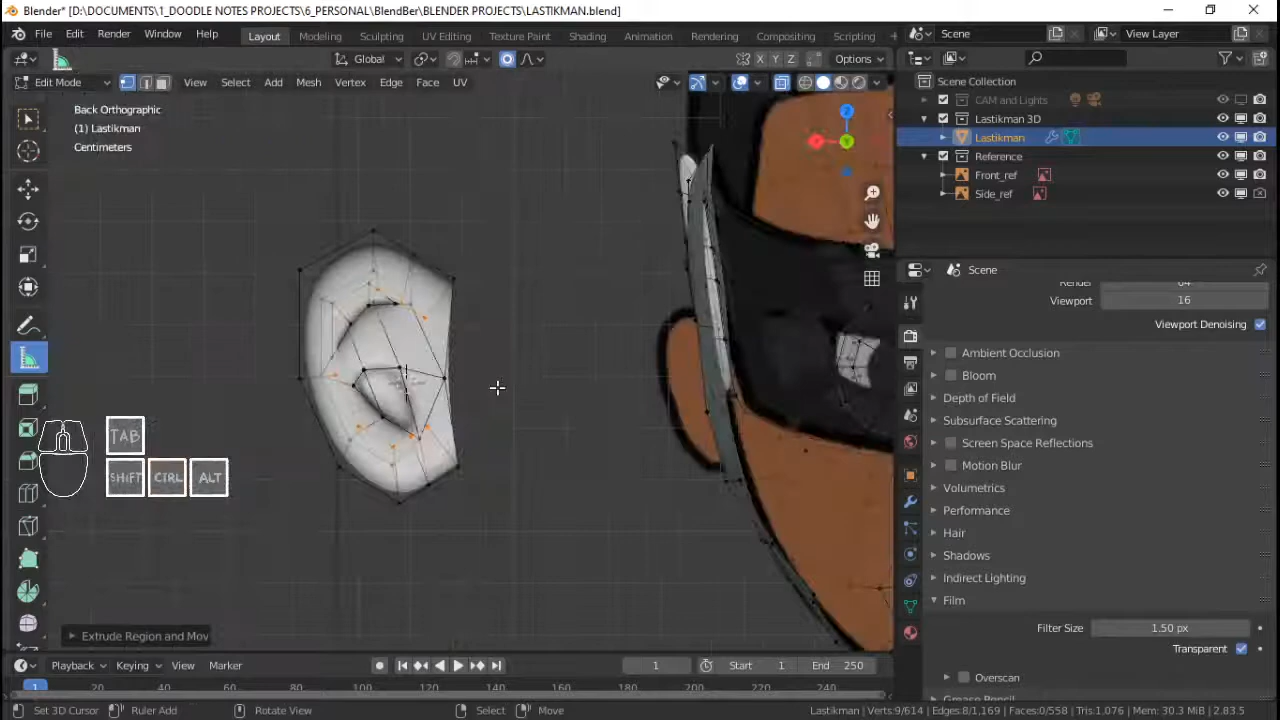 Blender* [D:\DOCUMENTS\1_DOODLE NOTES PROJECTS\6_PERSONAL\BlendBer\BLENDER PROJECTS\LASTIKMAN.blend]
File Edit Render Window Help Layout Modeling Sculpting UV Editing Texture Paint Shading Animation Rendering Compositing Scripting + Scene View Layer
Global X Y Z Options
Edit Mode View Select Add Mesh Vertex Edge Face UV
Back Orthographic
(1) Lastikman
Centimeters
Z
Y
Scene Collection
CAM and Lights
Lastikman 3D
Lastikman
Reference
Front_ref
Side_ref
Scene
Viewport 16
Viewport Denoising
Ambient Occlusion
Bloom
Depth of Field
Subsurface Scattering
Screen Space Reflections
Motion Blur
Volumetrics
Performance
Hair
Shadows
Indirect Lighting
Film
Filter Size 1.50 px
Transparent
Overscan
TAB
SHIFT CTRL ALT
Extrude Region and Mov
Playback Keying View Marker 1 Start 1 End 250
1 20 40 60 80 100 120 140 160 180 200 220 240
Set 3D Cursor Ruler Add Rotate View Select Move Lastikman | Verts:9/614 | Edges:8/1,169 | Faces:0/558 | Tris:1,076 | Mem: 30.3 MiB | 2.83.5